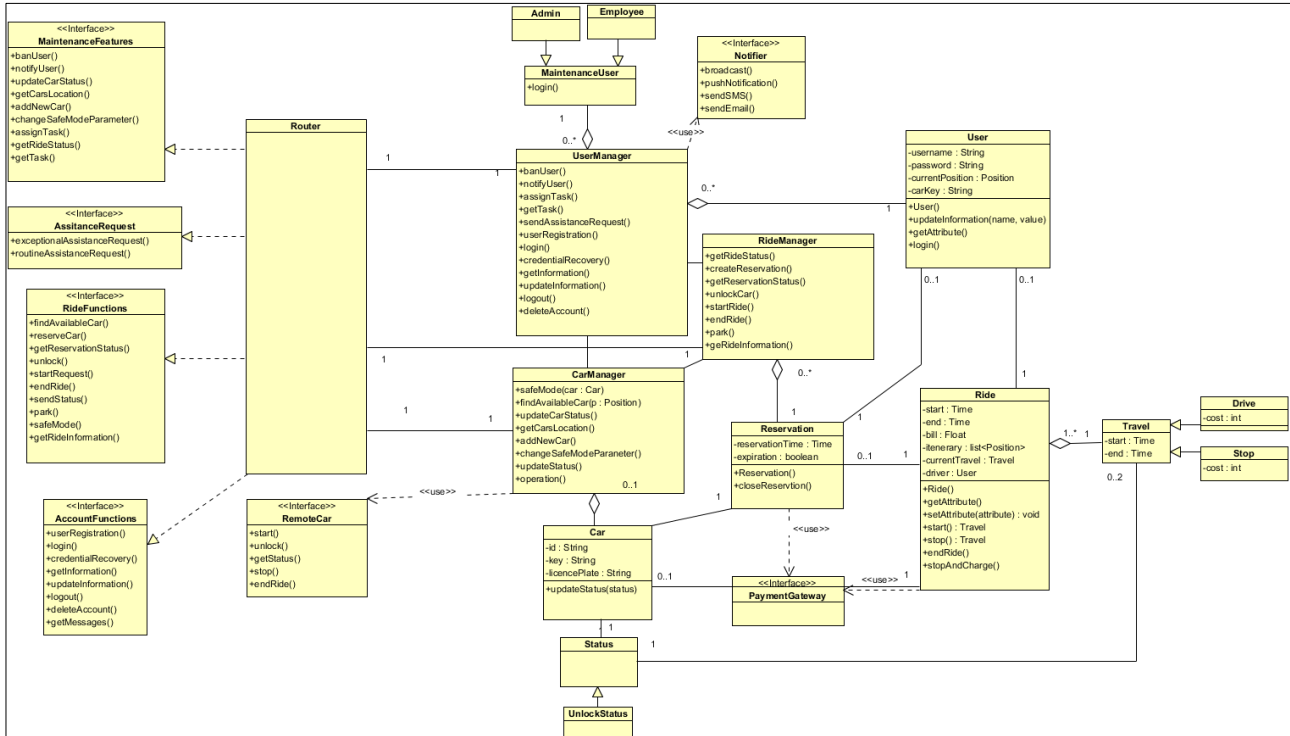 <<Interface>>
MaintenanceFeatures
+banUser()
+notifyUser()
+updateCarStatus()
+getCarsLocation()
+addNewCar()
+changeSafeModeParameter()
+assignTask()
+getRideStatus()
+getTask()
<<Interface>>
AssitanceRequest
+exceptionalAssistanceRequest()
+routineAssistanceRequest()
<<Interface>>
RideFunctions
+findAvailableCar()
+reserveCar()
+getReservationStatus()
+unlock()
+startRequest()
+endRide()
+sendStatus()
+park()
+safeMode()
+getRideInformation()
<<Interface>>
AccountFunctions
+userRegistration()
+login()
+credentialRecovery()
+getInformation()
+updateInformation()
+logout()
+deleteAccount()
+getMessages()
Router
<<Interface>>
RemoteCar
+start()
+unlock()
+getStatus()
+stop()
+endRide()
Admin
Employee
MaintenanceUser
+login()
1
0..*
<<Interface>>
Notifier
+broadcast()
+pushNotification()
+sendSMS()
+sendEmail()
<<use>>
UserManager
+banUser()
+notifyUser()
+assignTask()
+getTask()
+sendAssistanceRequest()
+userRegistration()
+login()
+credentialRecovery()
+getInformation()
+updateInformation()
+logout()
+deleteAccount()
1
1
0..*
1
User
-username : String
-password : String
-currentPosition : Position
-carKey : String
+User()
+updateInformation(name, value)
+getAttribute()
+login()
0..1
0..1
RideManager
+getRideStatus()
+createReservation()
+getReservationStatus()
+unlockCar()
+startRide()
+endRide()
+park()
+geRideInformation()
1
1
0..*
1
1
CarManager
+safeMode(car : Car)
+findAvailableCar(p : Position)
+updateCarStatus()
+getCarsLocation()
+addNewCar()
+changeSafeModeParameter()
+updateStatus()
+operation()
1
1
0..1
<<use>>
Reservation
-reservationTime : Time
-expiration : boolean
+Reservation()
+closeReservtion()
0..1
1
1
<<use>>
Ride
-start : Time
-end : Time
-bill : Float
-itenerary : list<Position>
-currentTravel : Travel
-driver : User
+Ride()
+getAttribute()
+setAttribute(attribute) : void
+start() : Travel
+stop() : Travel
+endRide()
+stopAndCharge()
1
1..*
1
Travel
-start : Time
-end : Time
0..2
Drive
-cost : int
Stop
-cost : int
Car
-id : String
-key : String
-licencePlate : String
+updateStatus(status)
0..1
1
<<use>>
<<Interface>>
PaymentGateway
1
1
Status
UnlockStatus